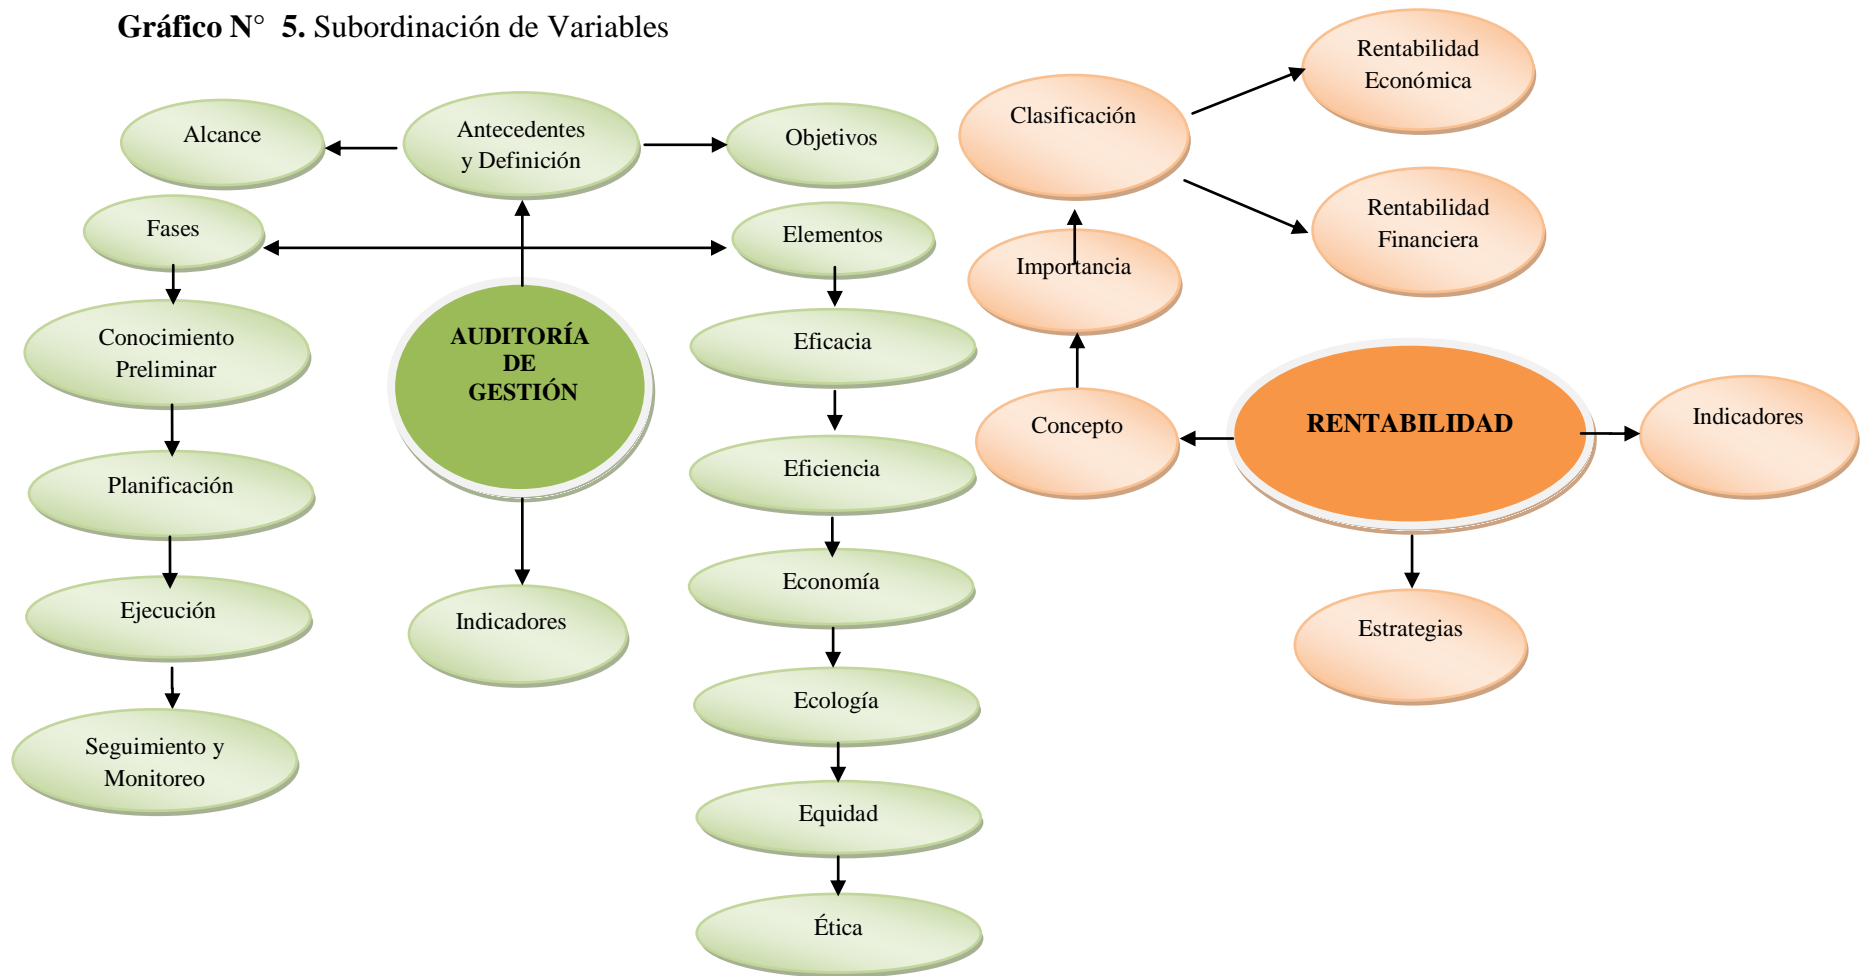 Gráfico N° 5. Subordinación de Variables
Alcance
Antecedentes
y Definición
Objetivos
Fases
Elementos
Conocimiento
Preliminar
AUDITORÍA
DE
GESTIÓN
Eficacia
Planificación
Eficiencia
Ejecución
Economía
Indicadores
Seguimiento y
Monitoreo
Ecología
Equidad
Ética
Clasificación
Rentabilidad
Económica
Rentabilidad
Financiera
Importancia
Concepto
RENTABILIDAD
Indicadores
Estrategias